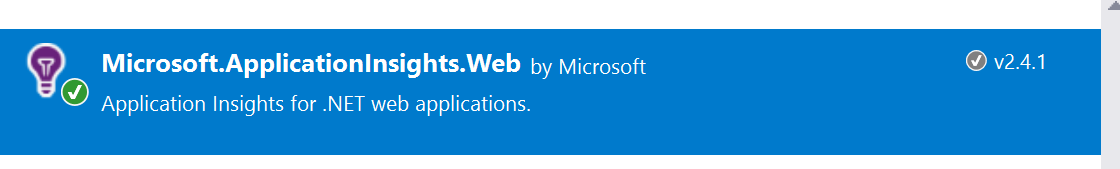 Microsoft.ApplicationInsights.Web by Microsoft v2.4.1
Application Insights for .NET web applications.